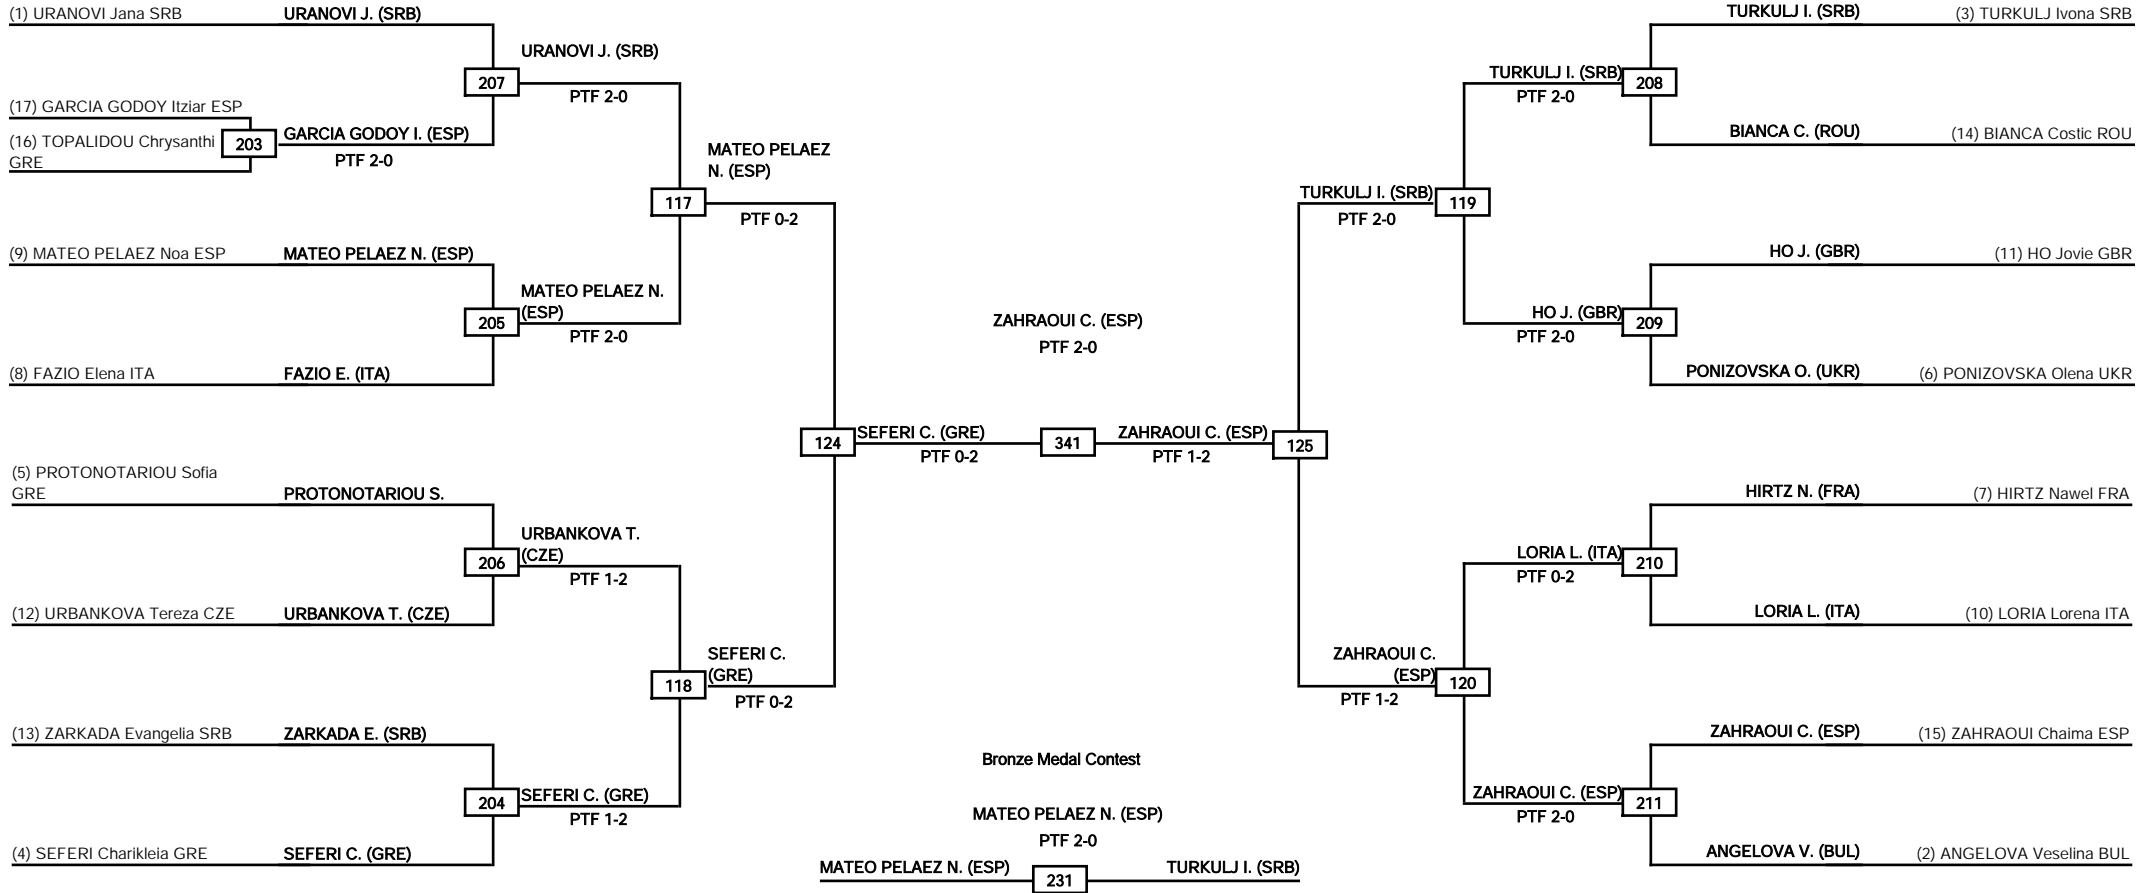 (1) URANOVI Jana SRB
URANOVI J. (SRB)
URANOVI J. (SRB)
207
PTF 2-0
(17) GARCIA GODOY Itziar ESP
(16) TOPALIDOU Chrysanthi
GRE
203
GARCIA GODOY I. (ESP)
PTF 2-0
MATEO PELAEZ
N. (ESP)
117
PTF 0-2
(9) MATEO PELAEZ Noa ESP
MATEO PELAEZ N. (ESP)
MATEO PELAEZ N.
(ESP)
205
PTF 2-0
(8) FAZIO Elena ITA
FAZIO E. (ITA)
124
SEFERI C. (GRE)
PTF 0-2
(5) PROTONOTARIOU Sofia
GRE
PROTONOTARIOU S.
URBANKOVA T.
(CZE)
206
PTF 1-2
(12) URBANKOVA Tereza CZE
URBANKOVA T. (CZE)
SEFERI C.
(GRE)
118
PTF 0-2
(13) ZARKADA Evangelia SRB
ZARKADA E. (SRB)
204
SEFERI C. (GRE)
PTF 1-2
(4) SEFERI Charikleia GRE
SEFERI C. (GRE)
ZAHRAOUI C. (ESP)
PTF 2-0
341
ZAHRAOUI C. (ESP)
PTF 1-2
125
Bronze Medal Contest
MATEO PELAEZ N. (ESP)
PTF 2-0
MATEO PELAEZ N. (ESP)
231
TURKULJ I. (SRB)
TURKULJ I. (SRB)
(3) TURKULJ Ivona SRB
TURKULJ I. (SRB)
208
PTF 2-0
BIANCA C. (ROU)
(14) BIANCA Costic ROU
TURKULJ I. (SRB)
119
PTF 2-0
HO J. (GBR)
(11) HO Jovie GBR
HO J. (GBR)
209
PTF 2-0
PONIZOVSKA O. (UKR)
(6) PONIZOVSKA Olena UKR
HIRTZ N. (FRA)
(7) HIRTZ Nawel FRA
LORIA L. (ITA)
210
PTF 0-2
LORIA L. (ITA)
(10) LORIA Lorena ITA
ZAHRAOUI C.
(ESP)
120
PTF 1-2
ZAHRAOUI C. (ESP)
(15) ZAHRAOUI Chaima ESP
ZAHRAOUI C. (ESP)
211
PTF 2-0
ANGELOVA V. (BUL)
(2) ANGELOVA Veselina BUL